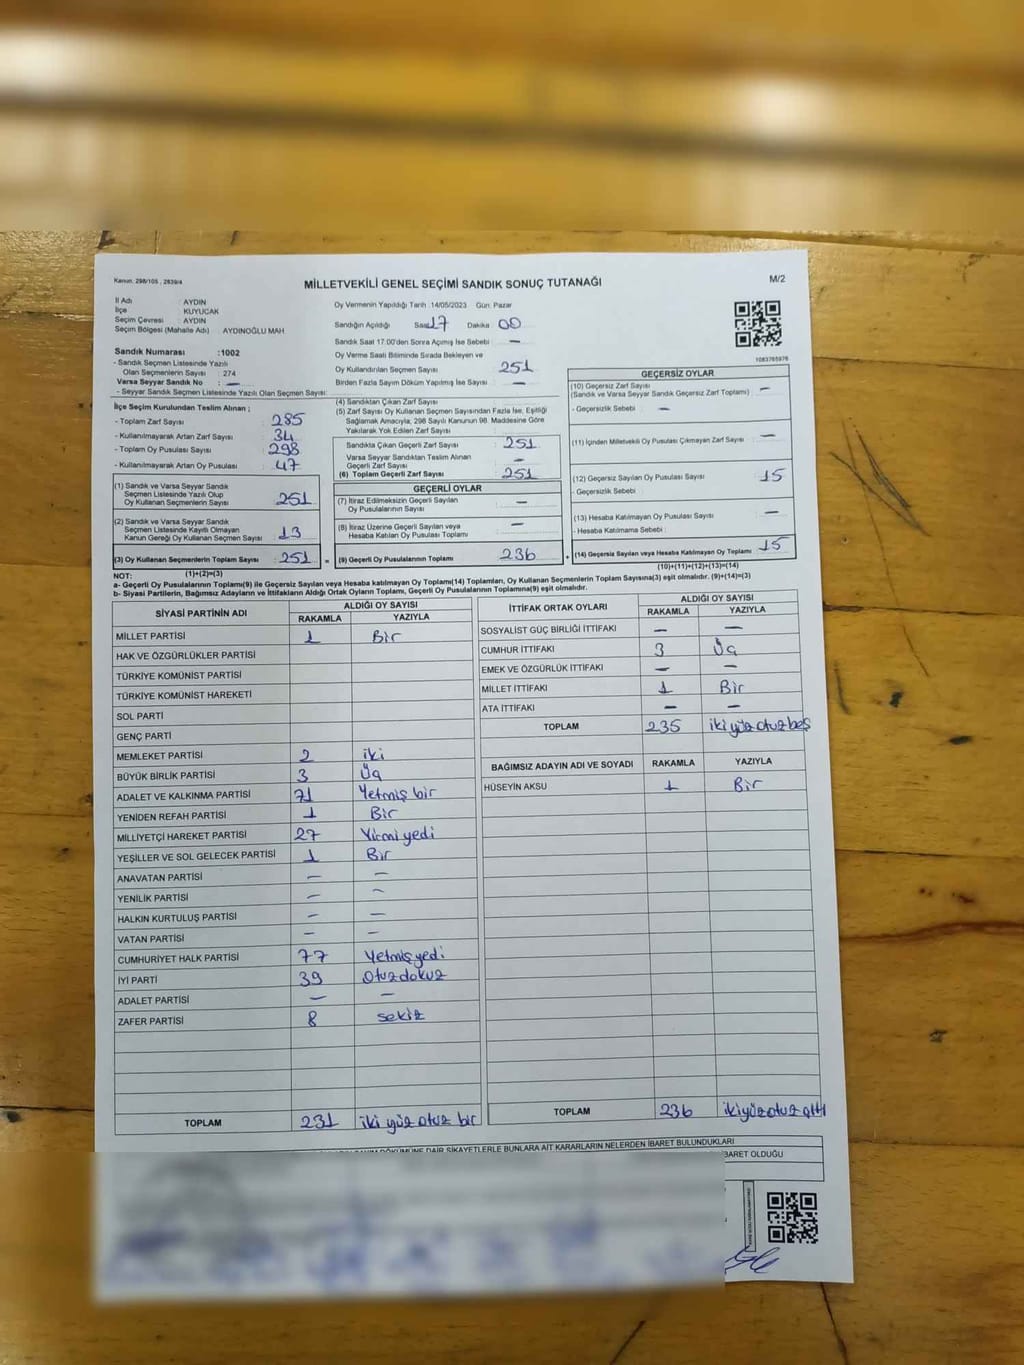 Kanun: 298/105 , 2839/4
MİLLETVEKİLİ GENEL SEÇİMİ SANDIK SONUÇ TUTANAĞI
M/2
İl Adı : AYDIN
İlçe : KUYUCAK
Seçim Çevresi : AYDIN
Seçim Bölgesi (Mahalle Adı) AYDINOĞLU MAH
Sandık Numarası :1002
- Sandık Seçmen Listesinde Yazılı
Olan Seçmenlerin Sayısı : 274
Varsa Seyyar Sandık No : —
- Seyyar Sandık Seçmen Listesinde Yazılı Olan Seçmen Sayısı:
Oy Vermenin Yapıldığı Tarih :14/05/2023 Gün: Pazar
Sandığın Açıldığı Saat 17 Dakika 00
Sandık Saat 17:00'den Sonra Açımış İse Sebebi : —
Oy Verme Saati Bitiminde Sırada Bekleyen ve
Oy Kullandırılan Seçmen Sayısı : 251
Birden Fazla Sayım Döküm Yapılmış İse Sayısı : —
1083765976
İlçe Seçim Kurulundan Teslim Alınan ;
- Toplam Zarf Sayısı : 285
- Kullanılmayarak Artan Zarf Sayısı : 34
- Toplam Oy Pusulası : 298
- Kullanılmayarak Artan Oy Pusulası : 47
(1) Sandık ve Varsa Seyyar Sandık
Seçmen Listesinde Yazılı Olup
Oy Kullanan Seçmenlerin Sayısı : 251
(2) Sandık ve Varsa Seyyar Sandık
Seçmen Listesinde Kayıtlı Olmayan
Kanun Gereği Oy Kullanan Seçmen Sayısı : 13
(3) Oy Kullanan Seçmenlerin Toplam Sayısı : 251
(1)+(2)=(3)
(4) Sandıktan Çıkan Zarf Sayısı :
(5) Zarf Sayısı Oy Kullanan Seçmen Sayısından Fazla İse, Eşitliği
Sağlamak Amacıyla; 298 Sayılı Kanunun 98. Maddesine Göre
Yakılarak Yok Edilen Zarf Sayısı :
Sandıkta Çıkan Geçerli Zarf Sayısı : 251
Varsa Seyyar Sandıktan Teslim Alınan
Geçerli Zarf Sayısı : —
(6) Toplam Geçerli Zarf Sayısı : 251
GEÇERLİ OYLAR
(7) İtiraz Edilmeksizin Geçerli Sayılan
Oy Pusulalarının Sayısı : —
(8) İtiraz Üzerine Geçerli Sayılan veya
Hesaba Katılan Oy Pusulası Toplamı : —
= (9) Geçerli Oy Pusulalarının Toplamı : 236
GEÇERSİZ OYLAR
(10) Geçersiz Zarf Sayısı : —
(Sandık ve Varsa Seyyar Sandık Geçersiz Zarf Toplamı)
- Geçersizlik Sebebi : —
(11) İçinden Milletvekili Oy Pusulası Çıkmayan Zarf Sayısı : —
(12) Geçersiz Sayılan Oy Pusulası Sayısı : 15
- Geçersizlik Sebebi :
(13) Hesaba Katılmayan Oy Pusulası Sayısı : —
- Hesaba Katılmama Sebebi :
+ (14) Geçersiz Sayılan veya Hesaba Katılmayan Oy Toplamı : 15
(10)+(11)+(12)+(13)=(14)
NOT:
a- Geçerli Oy Pusulalarının Toplamı(9) ile Geçersiz Sayılan veya Hesaba katılmayan Oy Toplamı(14) Toplamları, Oy Kullanan Seçmenlerin Toplam Sayısına(3) eşit olmalıdır. (9)+(14)=(3)
b- Siyasi Partilerin, Bağımsız Adayların ve İttifakların Aldığı Ortak Oyların Toplamı, Geçerli Oy Pusulalarının Toplamına(9) eşit olmalıdır.
SİYASİ PARTİNİN ADI ALDIĞI OY SAYISI
RAKAMLA YAZIYLA
MİLLET PARTİSİ 1 Bir
HAK VE ÖZGÜRLÜKLER PARTİSİ
TÜRKİYE KOMÜNİST PARTİSİ
TÜRKİYE KOMÜNİST HAREKETİ
SOL PARTİ
GENÇ PARTİ
MEMLEKET PARTİSİ 2 iki
BÜYÜK BİRLİK PARTİSİ 3 Üç
ADALET VE KALKINMA PARTİSİ 71 Yetmiş bir
YENİDEN REFAH PARTİSİ 1 Bir
MİLLİYETÇİ HAREKET PARTİSİ 27 Yirmi yedi
YEŞİLLER VE SOL GELECEK PARTİSİ 1 Bir
ANAVATAN PARTİSİ — —
YENİLİK PARTİSİ — —
HALKIN KURTULUŞ PARTİSİ — —
VATAN PARTİSİ — —
CUMHURİYET HALK PARTİSİ 77 Yetmiş yedi
İYİ PARTİ 39 Otuz dokuz
ADALET PARTİSİ — —
ZAFER PARTİSİ 8 sekiz
TOPLAM 231 iki yüz otuz bir
İTTİFAK ORTAK OYLARI ALDIĞI OY SAYISI
RAKAMLA YAZIYLA
SOSYALİST GÜÇ BİRLİĞİ İTTİFAKI — —
CUMHUR İTTİFAKI 3 Üç
EMEK VE ÖZGÜRLÜK İTTİFAKI — —
MİLLET İTTİFAKI 1 Bir
ATA İTTİFAKI — —
TOPLAM 235 iki yüz otuz beş
BAĞIMSIZ ADAYIN ADI VE SOYADI RAKAMLA YAZIYLA
HÜSEYİN AKSU 1 Bir
TOPLAM 236 iki yüz otuz altı
DÖKÜMÜNE DAİR ŞİKAYETLERLE BUNLARA AİT KARARLARIN NELERDEN İBARET BULUNDUKLARI
BARET OLDUĞU